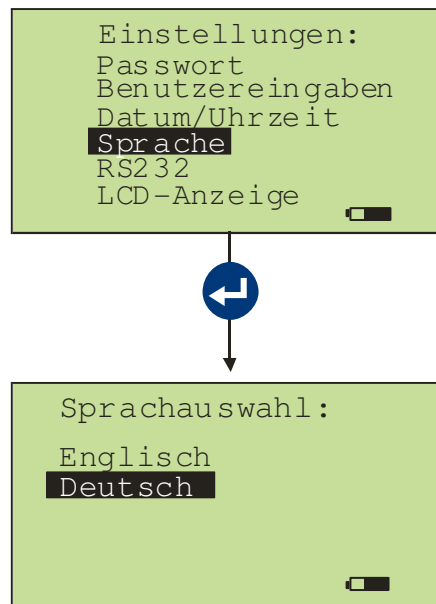 Einstellungen:
Passwort
Benutzereingaben
Datum/Uhrzeit
Sprache
RS232
LCD-Anzeige
Sprachauswahl:
Englisch
Deutsch